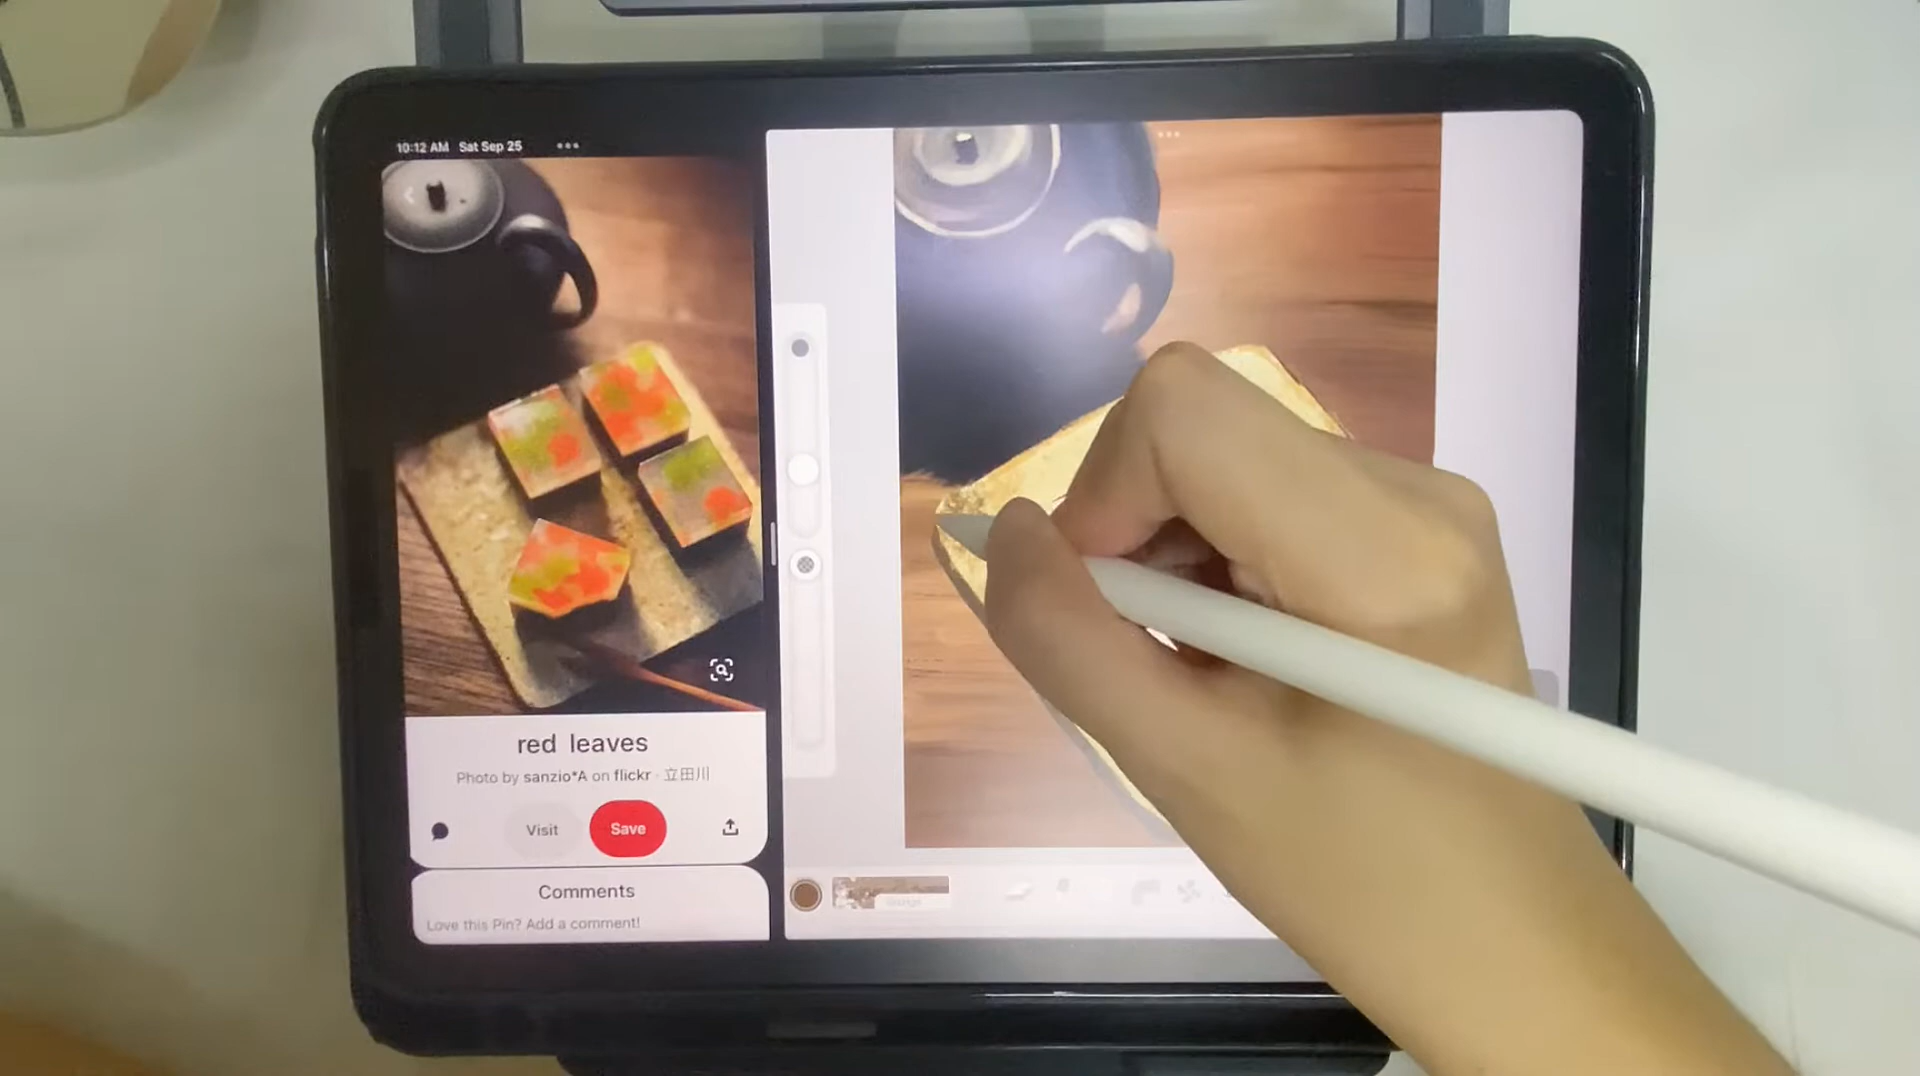 10:12 AM Sat Sep 25
red leaves
Photo by sanzio*A on flickr · 立田川
Visit
Save
Comments
Love this Pin? Add a comment!